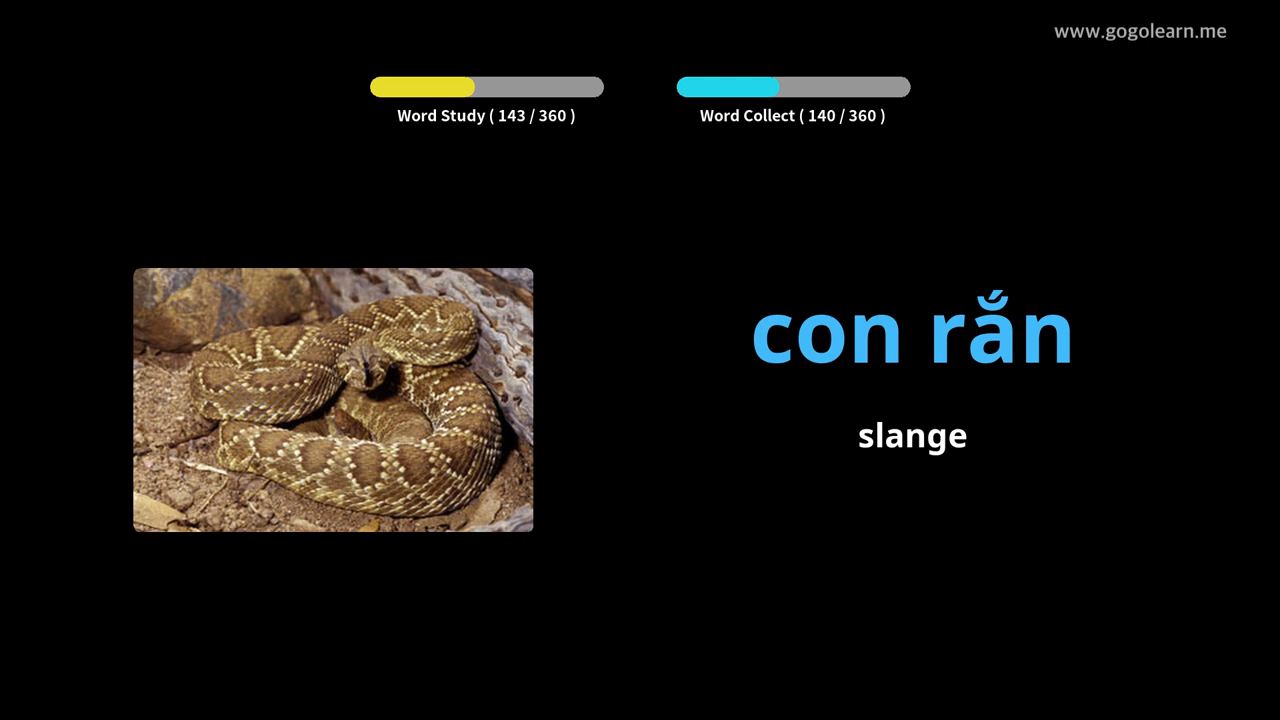 www.gogolearn.me
Word Study ( 143 / 360 )
Word Collect ( 140 / 360 )
con rắn
slange